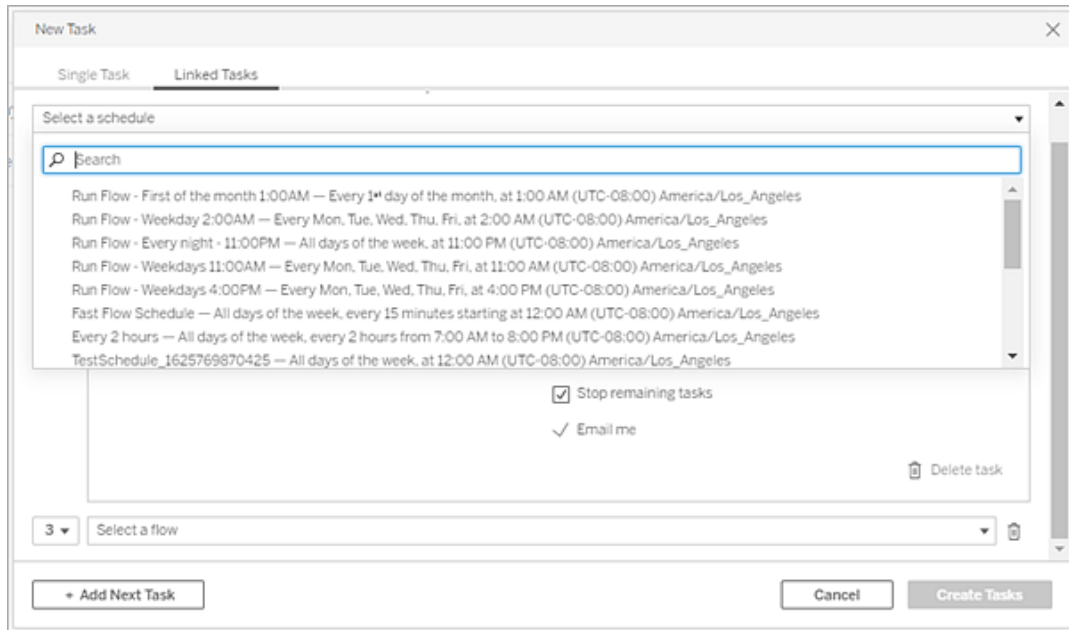 New Task
Single Task Linked Tasks
Select a schedule
Search
Run Flow - First of the month 1:00AM — Every 1st day of the month, at 1:00 AM (UTC-08:00) America/Los_Angeles
Run Flow - Weekday 2:00AM — Every Mon, Tue, Wed, Thu, Fri, at 2:00 AM (UTC-08:00) America/Los_Angeles
Run Flow - Every night - 11:00PM — All days of the week, at 11:00 PM (UTC-08:00) America/Los_Angeles
Run Flow - Weekdays 11:00AM — Every Mon, Tue, Wed, Thu, Fri, at 11:00 AM (UTC-08:00) America/Los_Angeles
Run Flow - Weekdays 4:00PM — Every Mon, Tue, Wed, Thu, Fri, at 4:00 PM (UTC-08:00) America/Los_Angeles
Fast Flow Schedule — All days of the week, every 15 minutes starting at 12:00 AM (UTC-08:00) America/Los_Angeles
Every 2 hours — All days of the week, every 2 hours from 7:00 AM to 8:00 PM (UTC-08:00) America/Los_Angeles
TestSchedule_1625769870425 — All days of the week, at 12:00 AM (UTC-08:00) America/Los_Angeles
Stop remaining tasks
Email me
Delete task
3 Select a flow
+ Add Next Task Cancel Create Tasks